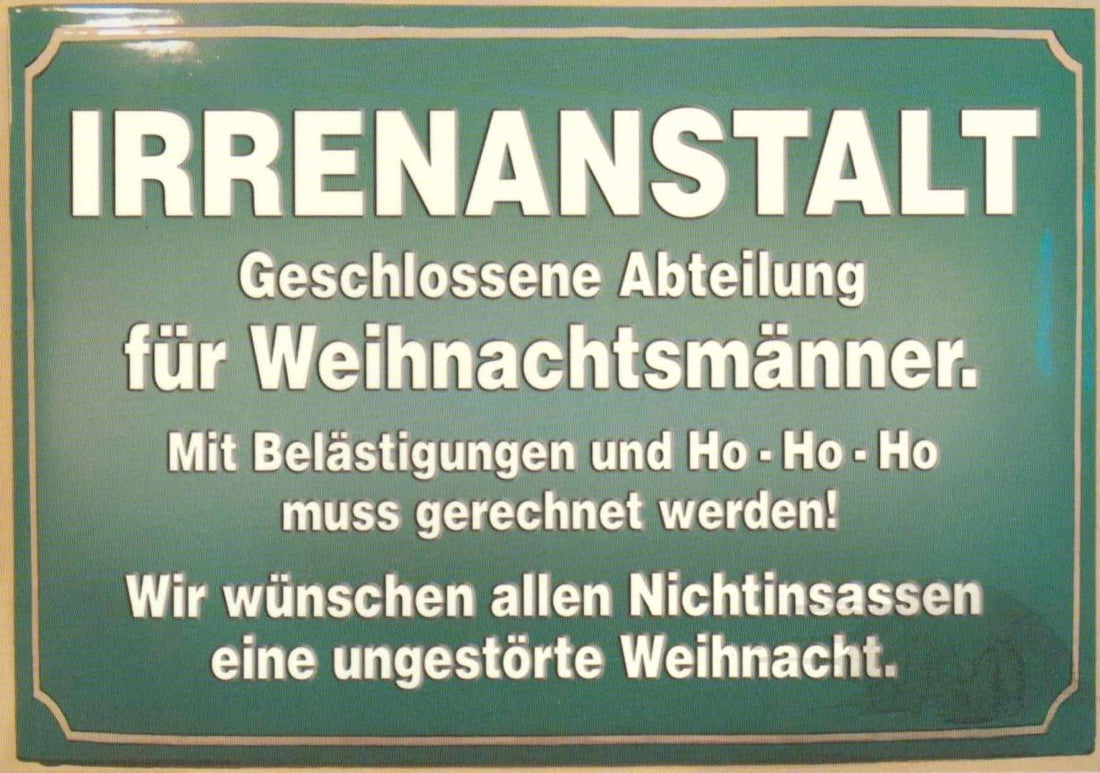 IRRENANSTALT
Geschlossene Abteilung
für Weihnachtsmänner.
Mit Belästigungen und Ho - Ho - Ho
muss gerechnet werden!
Wir wünschen allen Nichtinsassen
eine ungestörte Weihnacht.